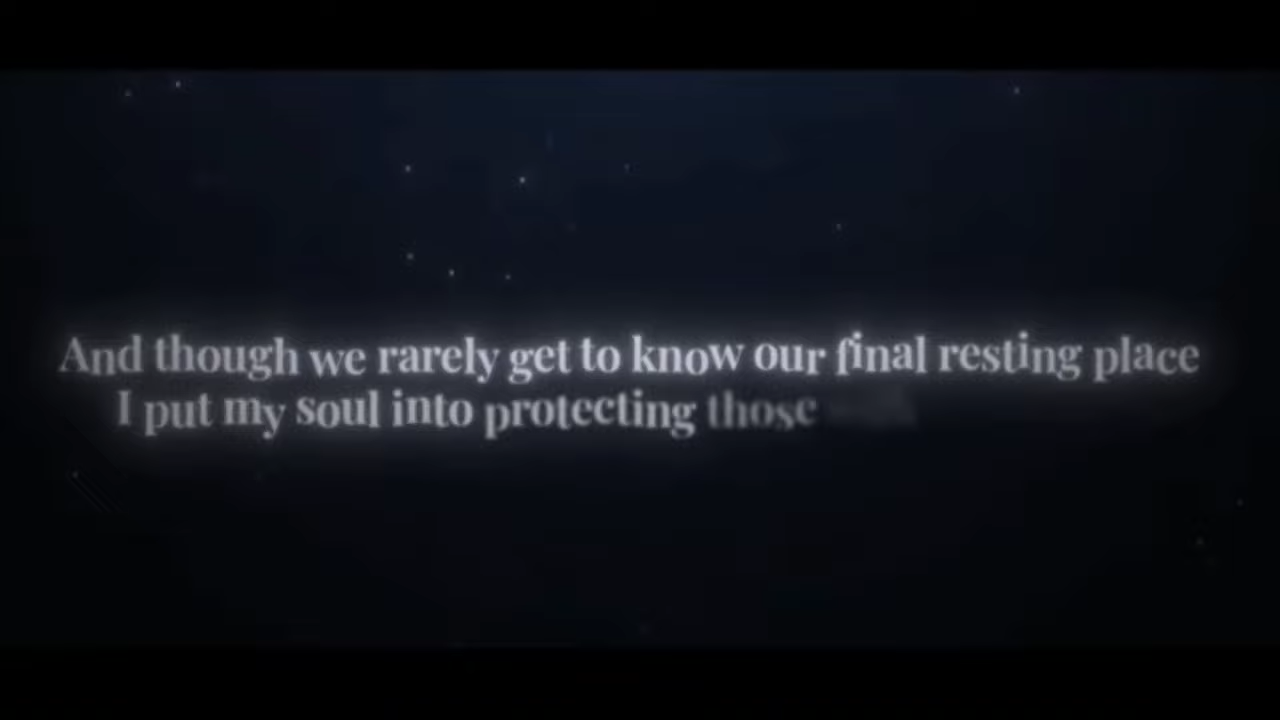 And though we rarely get to know our final resting place
I put my soul into protecting those